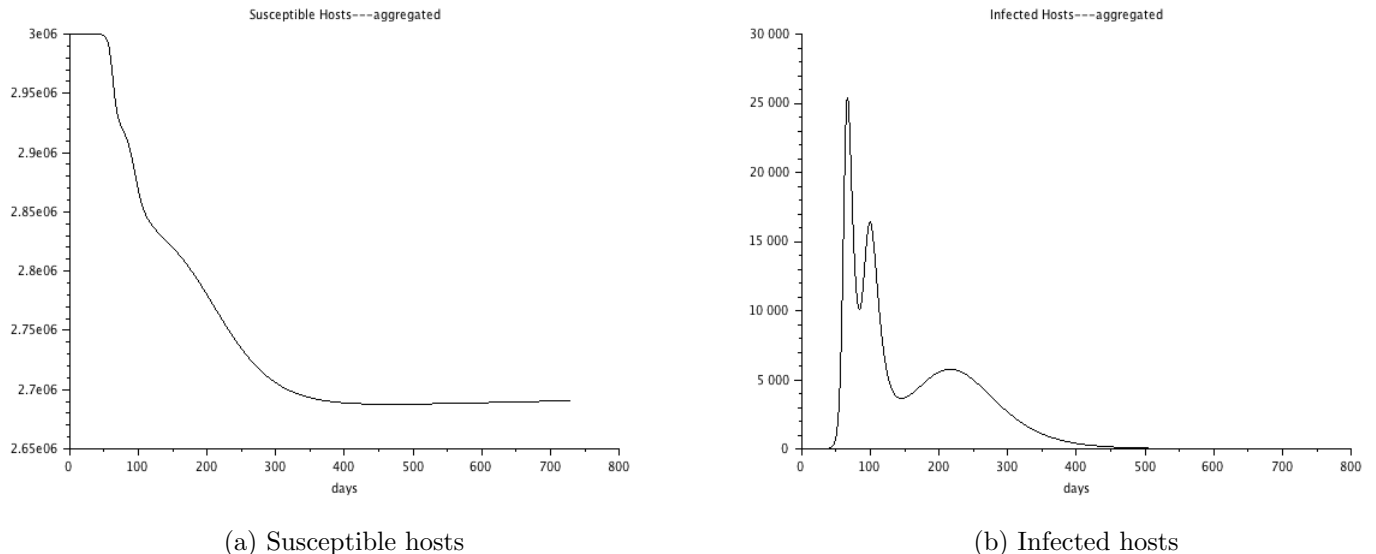 Susceptible Hosts---aggregated
3e06
2.95e06
2.9e06
2.85e06
2.8e06
2.75e06
2.7e06
2.65e06
0 100 200 300 400 500 600 700 800
days
(a) Susceptible hosts
Infected Hosts---aggregated
30 000
25 000
20 000
15 000
10 000
5 000
0
0 100 200 300 400 500 600 700 800
days
(b) Infected hosts